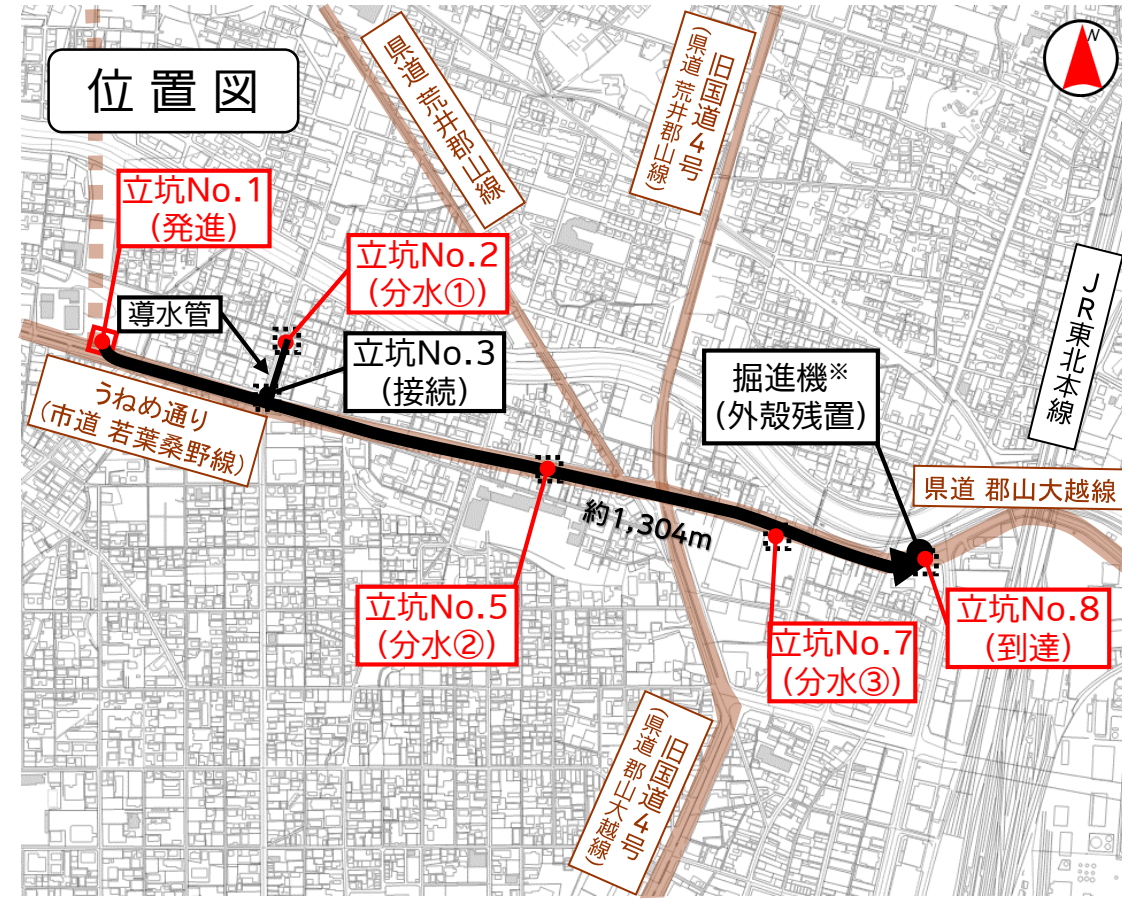 位置図
N
県道 荒井郡山線
旧国道4号
(県道 荒井郡山線)
立坑No.1
(発進)
立坑No.2
(分水①)
導水管
立坑No.3
(接続)
掘進機※
(外殻残置)
JR東北本線
うねめ通り
(市道 若葉桑野線)
県道 郡山大越線
約1,304m
立坑No.5
(分水②)
立坑No.7
(分水③)
立坑No.8
(到達)
旧国道4号
(県道 郡山大越線)